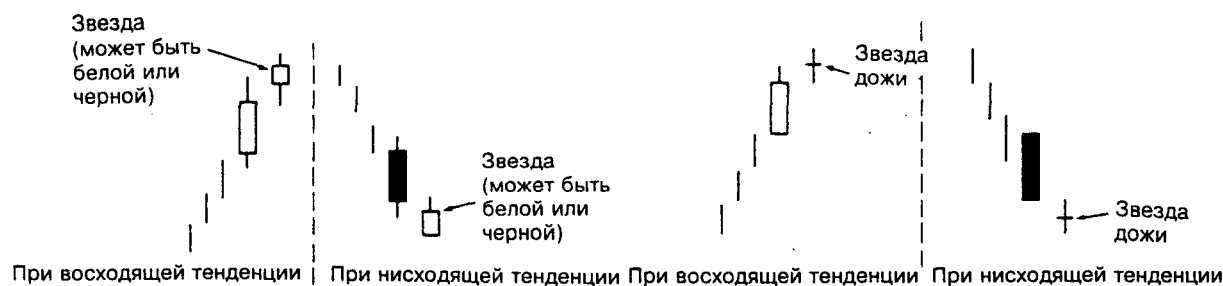 Звезда
(может быть
белой или
черной)
Звезда
(может быть
белой или
черной)
Звезда
дожи
Звезда
дожи
При восходящей тенденции
При нисходящей тенденции
При восходящей тенденции
При нисходящей тенденции